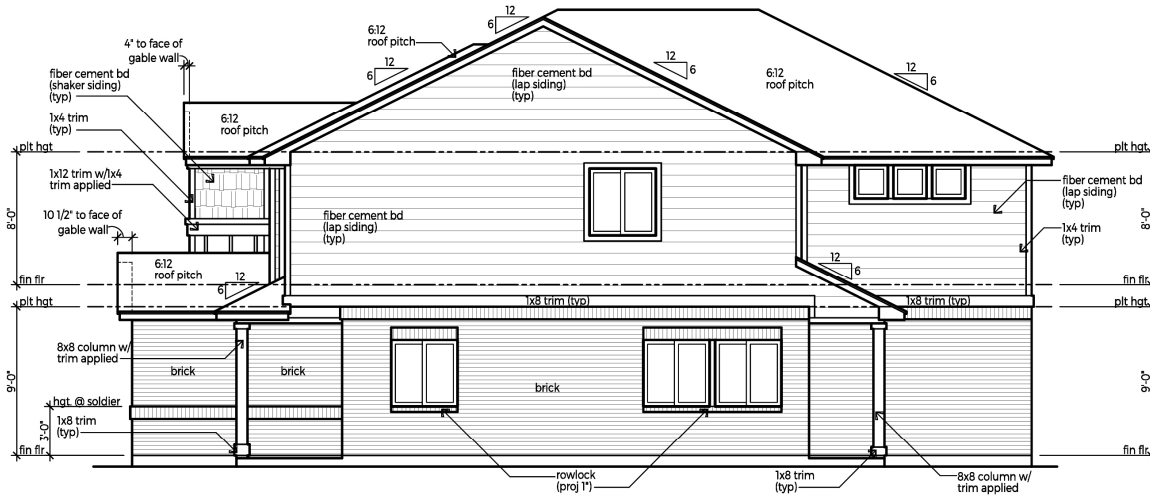 12
6
6:12
roof pitch
12
6
12
6
6:12
roof pitch
12
6
4" to face of
gable wall
fiber cement bd
(shaker siding)
(typ)
fiber cement bd
(lap siding)
(typ)
1x4 trim
(typ)
6:12
roof pitch
plt hgt
plt hgt.
1x12 trim w/1x4
trim applied
fiber cement bd
(lap siding)
(typ)
10 1/2" to face of
gable wall
8'-0"
fiber cement bd
(lap siding)
(typ)
8'-0"
1x4 trim
(typ)
6:12
roof pitch
12
6
12
6
fin flr
fin flr.
plt hgt
1x8 trim (typ)
1x8 trim (typ)
plt hgt.
8x8 column w/
trim applied
brick
brick
brick
9'-0"
9'-0"
hgt. @ soldier
1x8 trim
(typ)
3'-0"
fin flr
fin flr.
rowlock
(proj 1")
1x8 trim
(typ)
8x8 column w/
trim applied